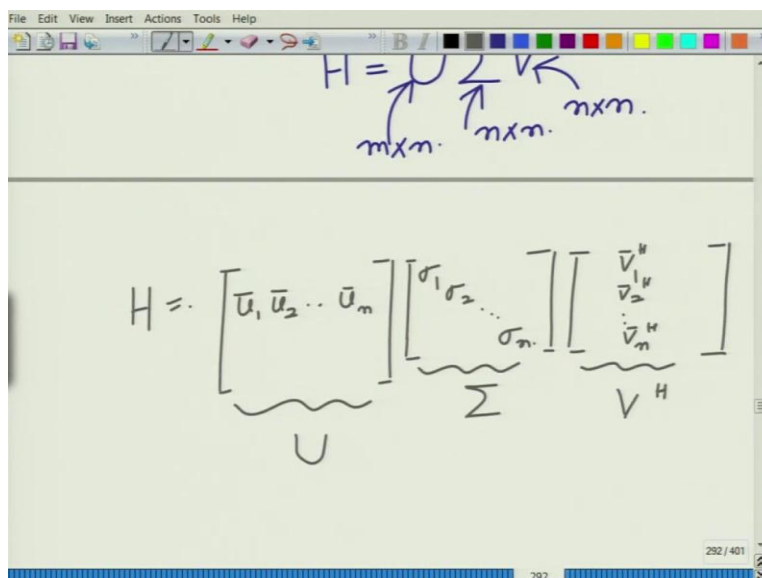 File Edit View Insert Actions Tools Help
B I
H = U Σ V
m×n. n×n. n×n.
H = [ū₁ ū₂ .. ūₙ] [σ₁ σ₂ ⋱ σₙ] [v̄₁ᴴ v̄₂ᴴ ⋮ v̄ₙᴴ]
U Σ Vᴴ
292 / 401
292